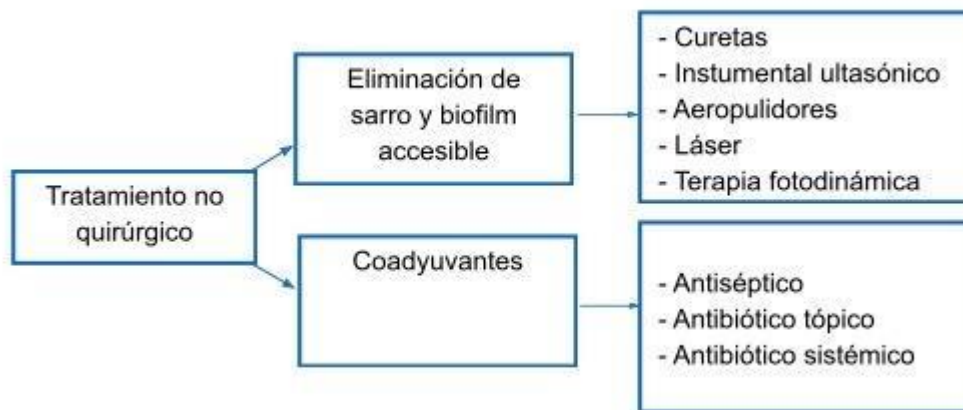 Tratamiento no
quirúrgico
Eliminación de
sarro y biofilm
accesible
- Curetas
- Instumental ultasónico
- Aeropulidores
- Láser
- Terapia fotodinámica
Coadyuvantes
- Antiséptico
- Antibiótico tópico
- Antibiótico sistémico